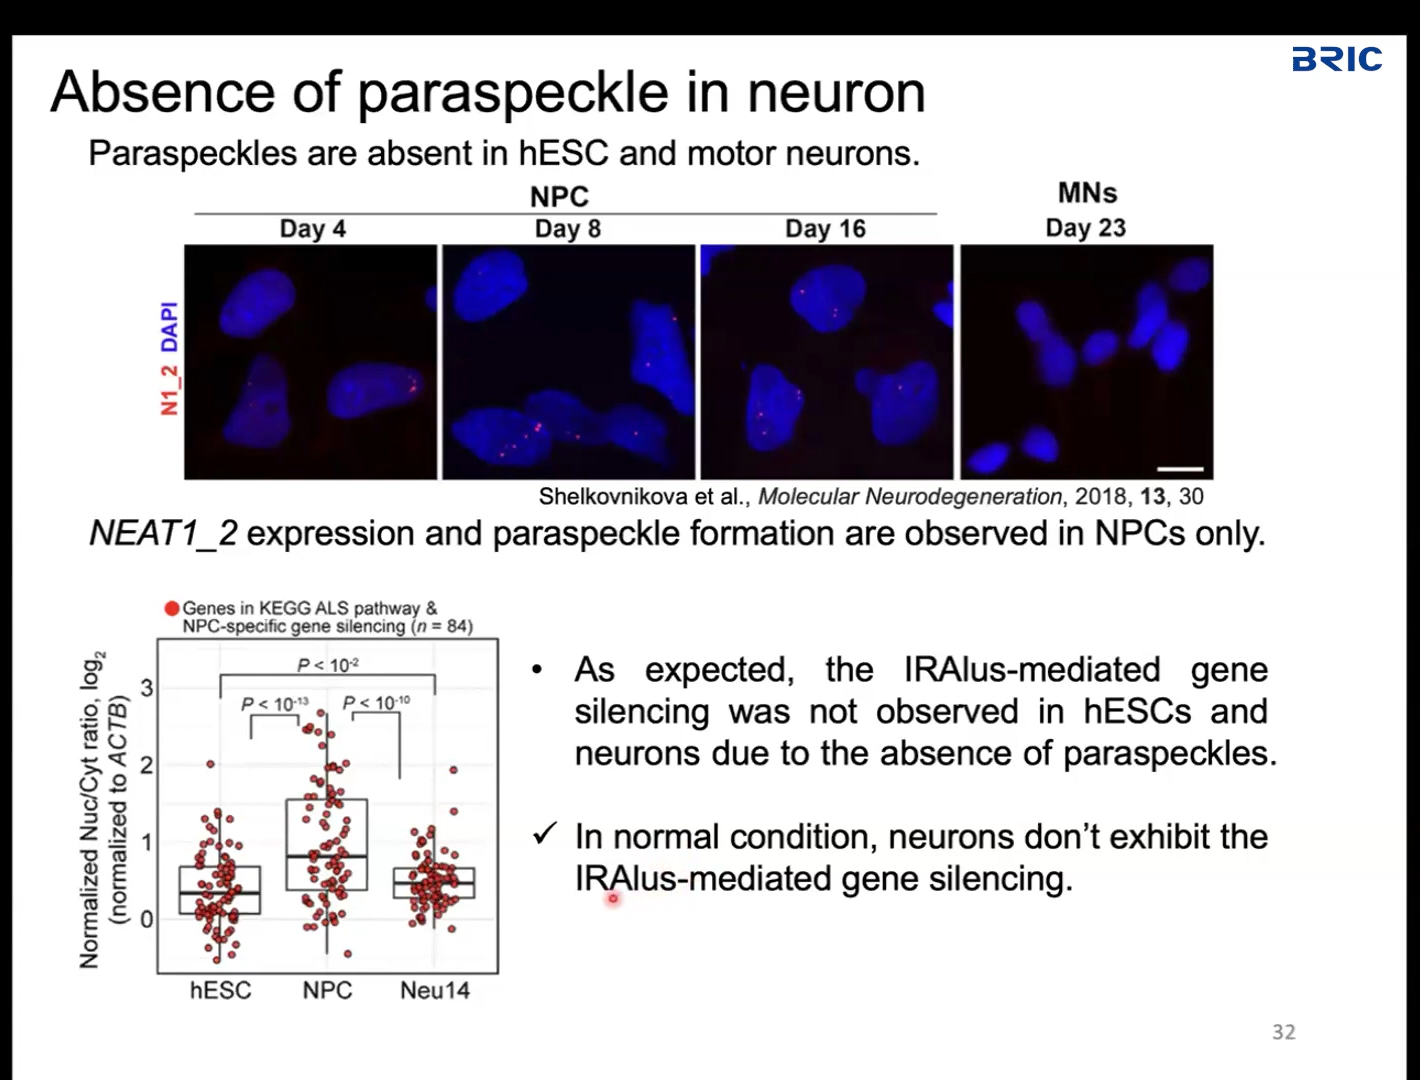 BRIC
Absence of paraspeckle in neuron
Paraspeckles are absent in hESC and motor neurons.
NPC
MNs
Day 4
Day 8
Day 16
Day 23
N1_2 DAPI
Shelkovnikova et al., Molecular Neurodegeneration, 2018, 13, 30
NEAT1_2 expression and paraspeckle formation are observed in NPCs only.
Genes in KEGG ALS pathway &
NPC-specific gene silencing (n = 84)
Normalized Nuc/Cyt ratio, log2
(normalized to ACTB)
P < 10-2
P < 10-13
P < 10-10
3
2
1
0
hESC
NPC
Neu14
• As expected, the IRAlus-mediated gene
silencing was not observed in hESCs and
neurons due to the absence of paraspeckles.
✓ In normal condition, neurons don't exhibit the
IRAlus-mediated gene silencing.
32